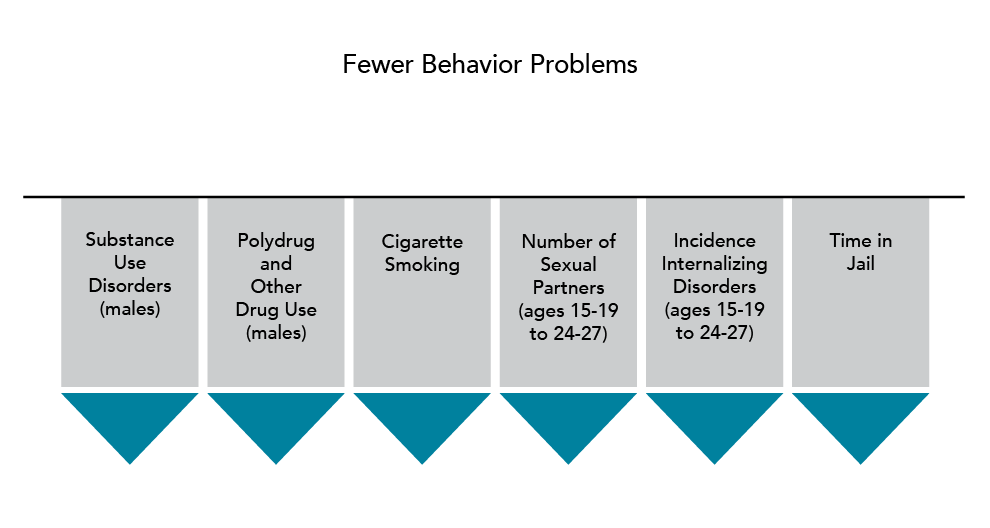 Fewer Behavior Problems
Substance
Use
Disorders
(males)
Polydrug
and
Other
Drug Use
(males)
Cigarette
Smoking
Number of
Sexual
Partners
(ages 15-19
to 24-27)
Incidence
Internalizing
Disorders
(ages 15-19
to 24-27)
Time in
Jail